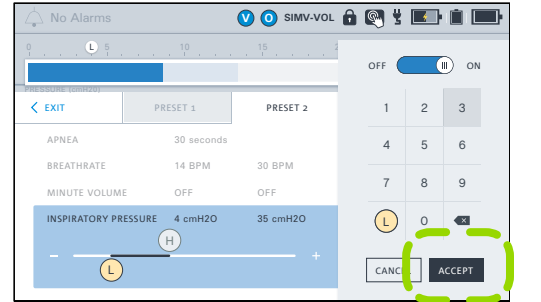 No Alarms V O SIMV-VOL
0 L 5 10 15 2
PRESSURE [cmH2O]
EXIT PRESET 1 PRESET 2
APNEA 30 seconds
BREATHRATE 14 BPM 30 BPM
MINUTE VOLUME OFF OFF
INSPIRATORY PRESSURE 4 cmH2O 35 cmH2O
H
- +
L
OFF ON
1 2 3
4 5 6
7 8 9
L 0
CANC ACCEPT